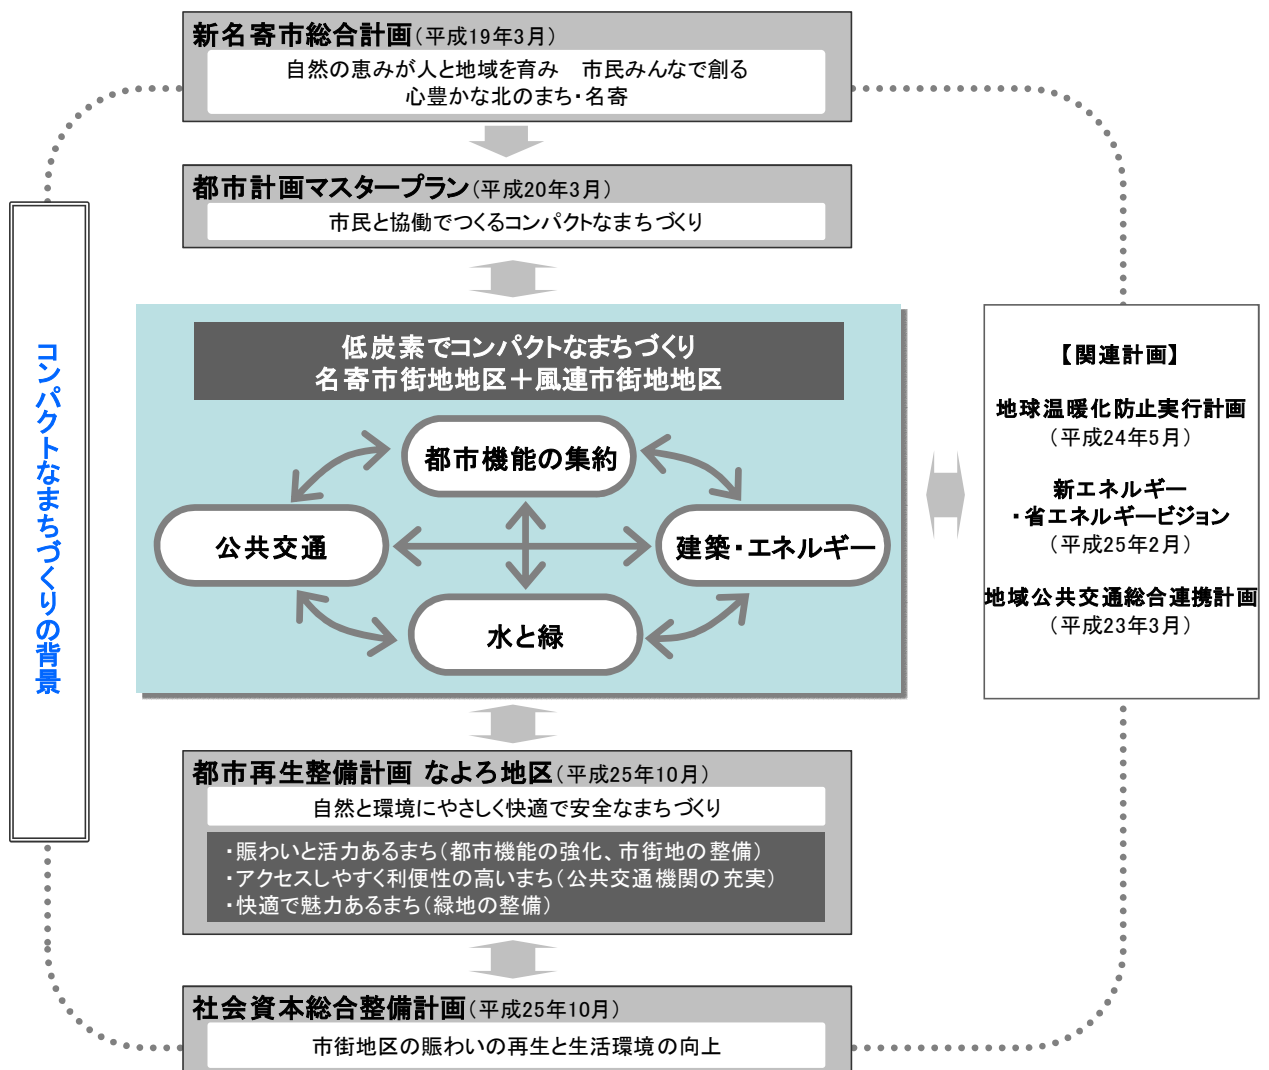 新名寄市総合計画(平成19年3月)
自然の恵みが人と地域を育み　市民みんなで創る
心豊かな北のまち・名寄
都市計画マスタープラン(平成20年3月)
市民と協働でつくるコンパクトなまちづくり
コンパクトなまちづくりの背景
低炭素でコンパクトなまちづくり
名寄市街地地区＋風連市街地地区
都市機能の集約
公共交通
建築・エネルギー
水と緑
【関連計画】
地球温暖化防止実行計画
(平成24年5月)
新エネルギー
・省エネルギービジョン
(平成25年2月)
地域公共交通総合連携計画
(平成23年3月)
都市再生整備計画 なよろ地区(平成25年10月)
自然と環境にやさしく快適で安全なまちづくり
・賑わいと活力あるまち(都市機能の強化、市街地の整備)
・アクセスしやすく利便性の高いまち(公共交通機関の充実)
・快適で魅力あるまち(緑地の整備)
社会資本総合整備計画(平成25年10月)
市街地区の賑わいの再生と生活環境の向上